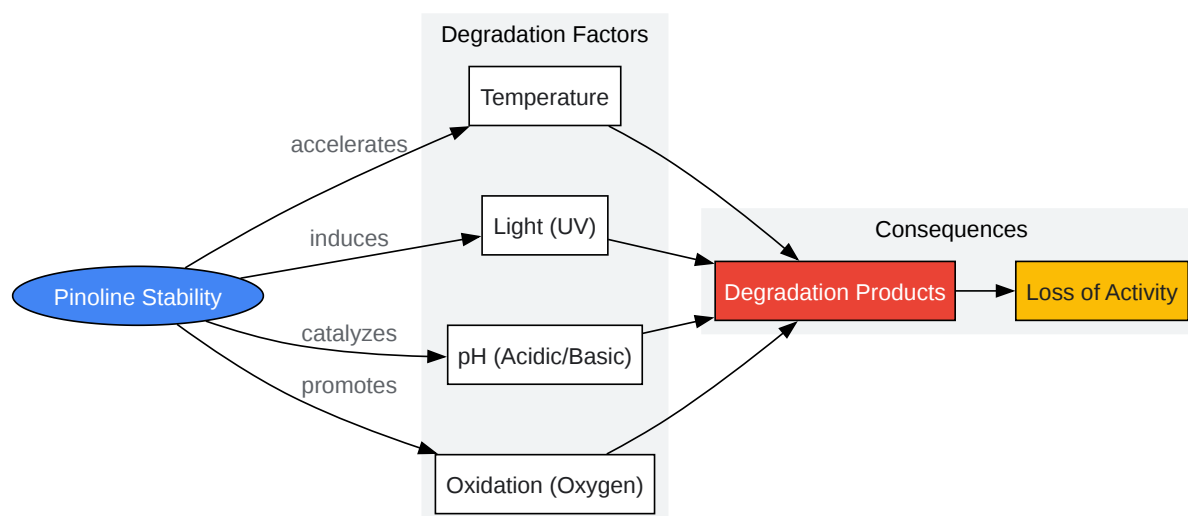 Degradation Factors
Temperature
accelerates
Light (UV)
induces
Consequences
Pinoline Stability
Degradation Products
Loss of Activity
catalyzes
pH (Acidic/Basic)
promotes
Oxidation (Oxygen)